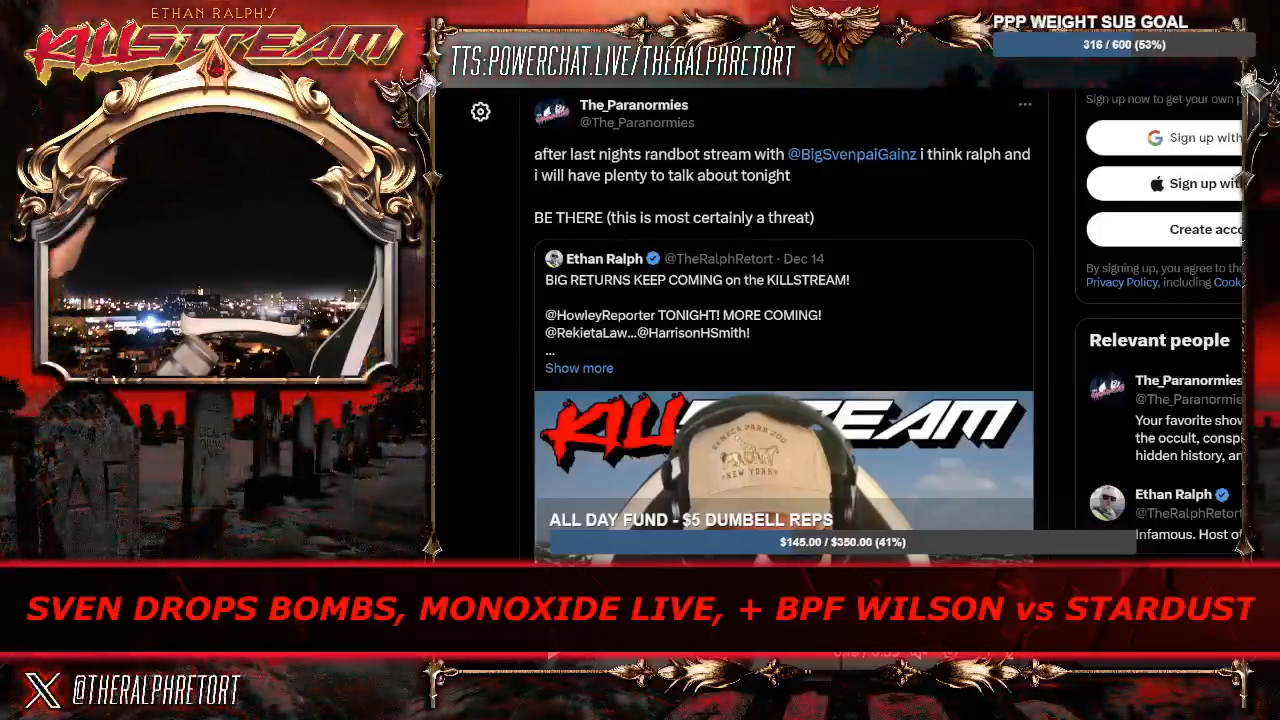 ETHAN RALPH'S
KILLSTREAM
TTS:POWERCHAT.LIVE/THERALPHRETORT
PPP WEIGHT SUB GOAL
316 / 600 (53%)
The_Paranormies
@The_Paranormies
after last nights randbot stream with @BigSvenpaiGainz i think ralph and
i will have plenty to talk about tonight
BE THERE (this is most certainly a threat)
Ethan Ralph @TheRalphRetort · Dec 14
BIG RETURNS KEEP COMING on the KILLSTREAM!
@HowleyReporter TONIGHT! MORE COMING!
@RekietaLaw...@HarrisonHSmith!
...
Show more
SENECA PARK ZOO
NEW YORK
ALL DAY FUND - $5 DUMBELL REPS
$145.00 / $350.00 (41%)
Sign up now to get your own p
Sign up with
Sign up wit
Create acco
By signing up, you agree to the
Privacy Policy, including Cook
Relevant people
The_Paranormies
@The_Paranormie
Your favorite show
the occult, consp
hidden history, an
Ethan Ralph
@TheRalphRetort
Infamous. Host of
SVEN DROPS BOMBS, MONOXIDE LIVE, + BPF WILSON vs STARDUST
X @THERALPHRETORT